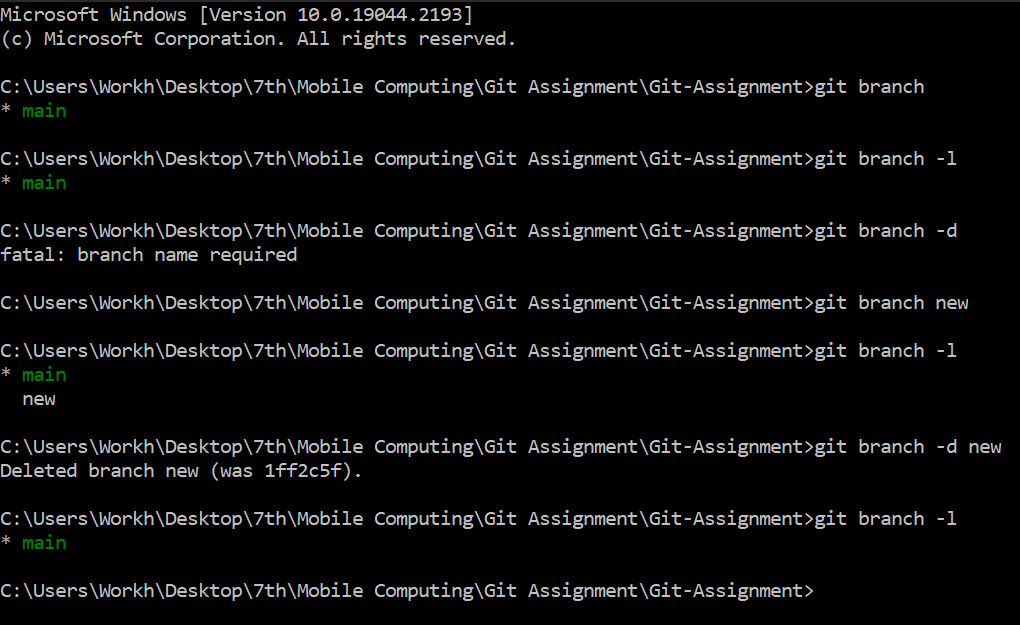 Microsoft Windows [Version 10.0.19044.2193]
(c) Microsoft Corporation. All rights reserved.
C:\Users\Workh\Desktop\7th\Mobile Computing\Git Assignment\Git-Assignment>git branch
* main
C:\Users\Workh\Desktop\7th\Mobile Computing\Git Assignment\Git-Assignment>git branch -l
* main
C:\Users\Workh\Desktop\7th\Mobile Computing\Git Assignment\Git-Assignment>git branch -d
fatal: branch name required
C:\Users\Workh\Desktop\7th\Mobile Computing\Git Assignment\Git-Assignment>git branch new
C:\Users\Workh\Desktop\7th\Mobile Computing\Git Assignment\Git-Assignment>git branch -l
* main
  new
C:\Users\Workh\Desktop\7th\Mobile Computing\Git Assignment\Git-Assignment>git branch -d new
Deleted branch new (was 1ff2c5f).
C:\Users\Workh\Desktop\7th\Mobile Computing\Git Assignment\Git-Assignment>git branch -l
* main
C:\Users\Workh\Desktop\7th\Mobile Computing\Git Assignment\Git-Assignment>